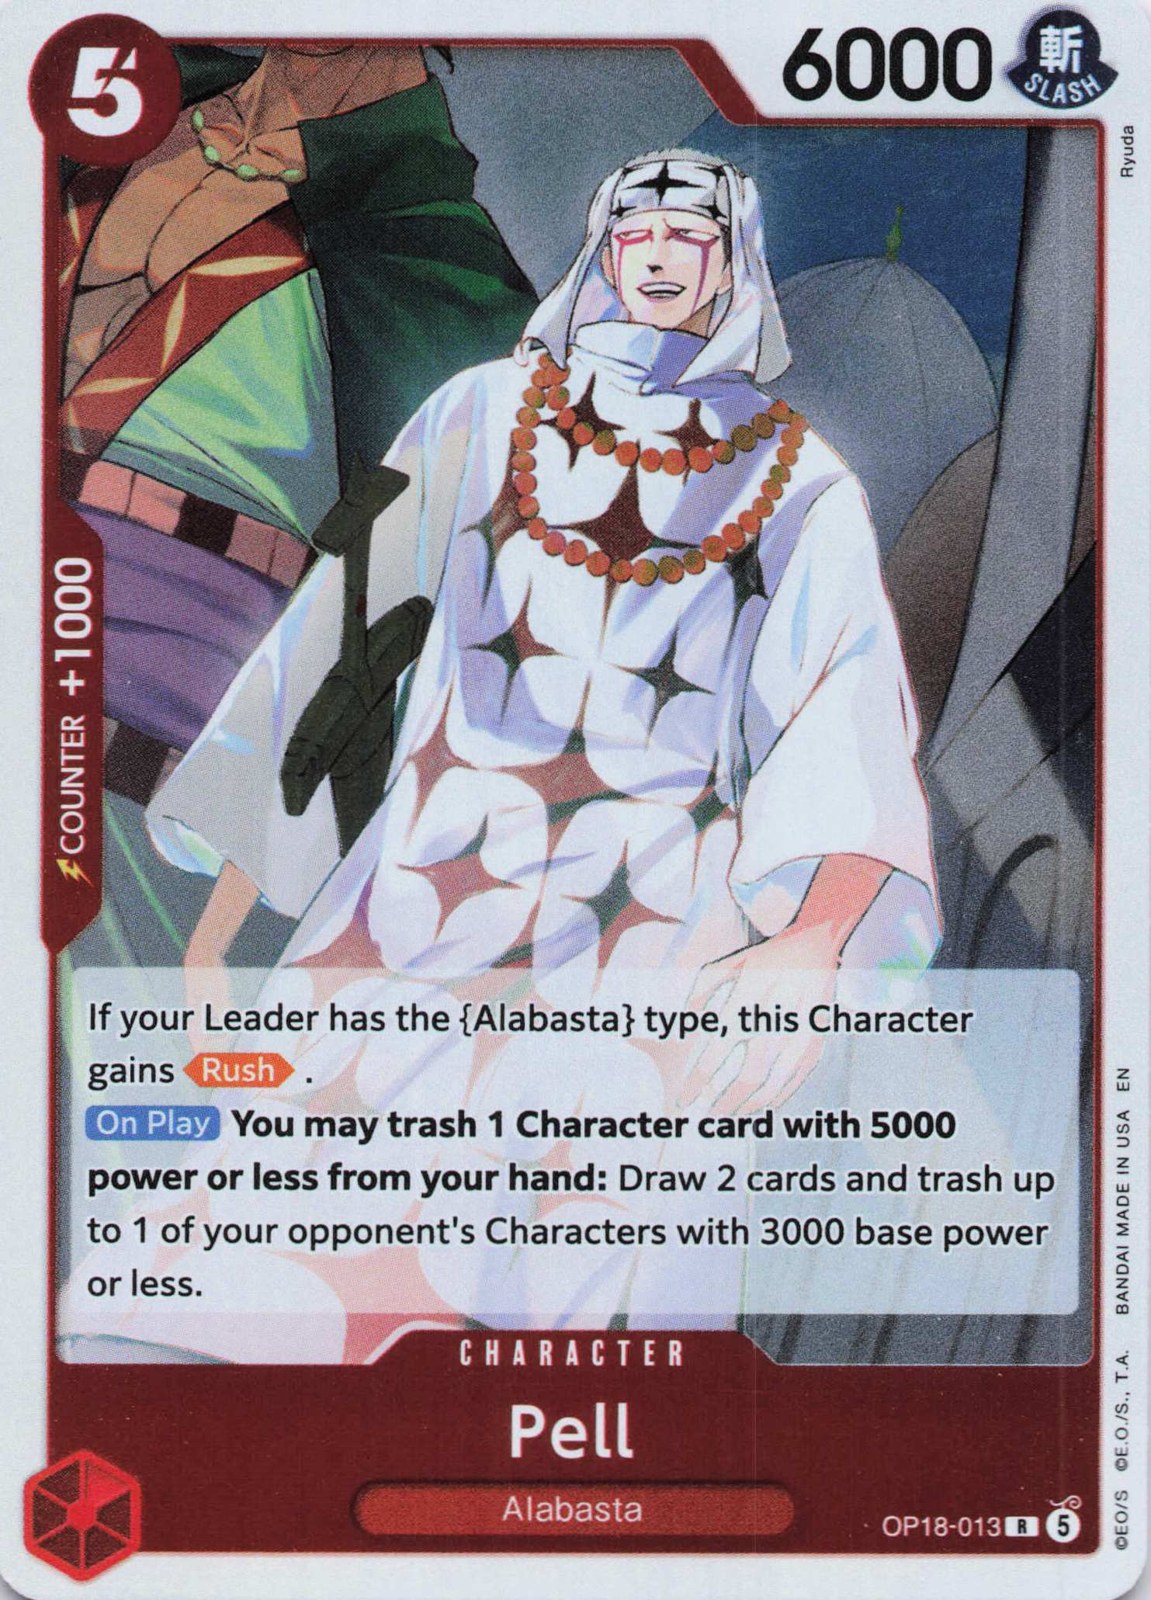 5
6000
斬
SLASH
Ryuda
COUNTER +1000
If your Leader has the {Alabasta} type, this Character
gains Rush .
On Play You may trash 1 Character card with 5000
power or less from your hand: Draw 2 cards and trash up
to 1 of your opponent's Characters with 3000 base power
or less.
CHARACTER
Pell
Alabasta
OP18-013 R 5
©EO/S ©E.O./S., T.A. BANDAI MADE IN USA EN